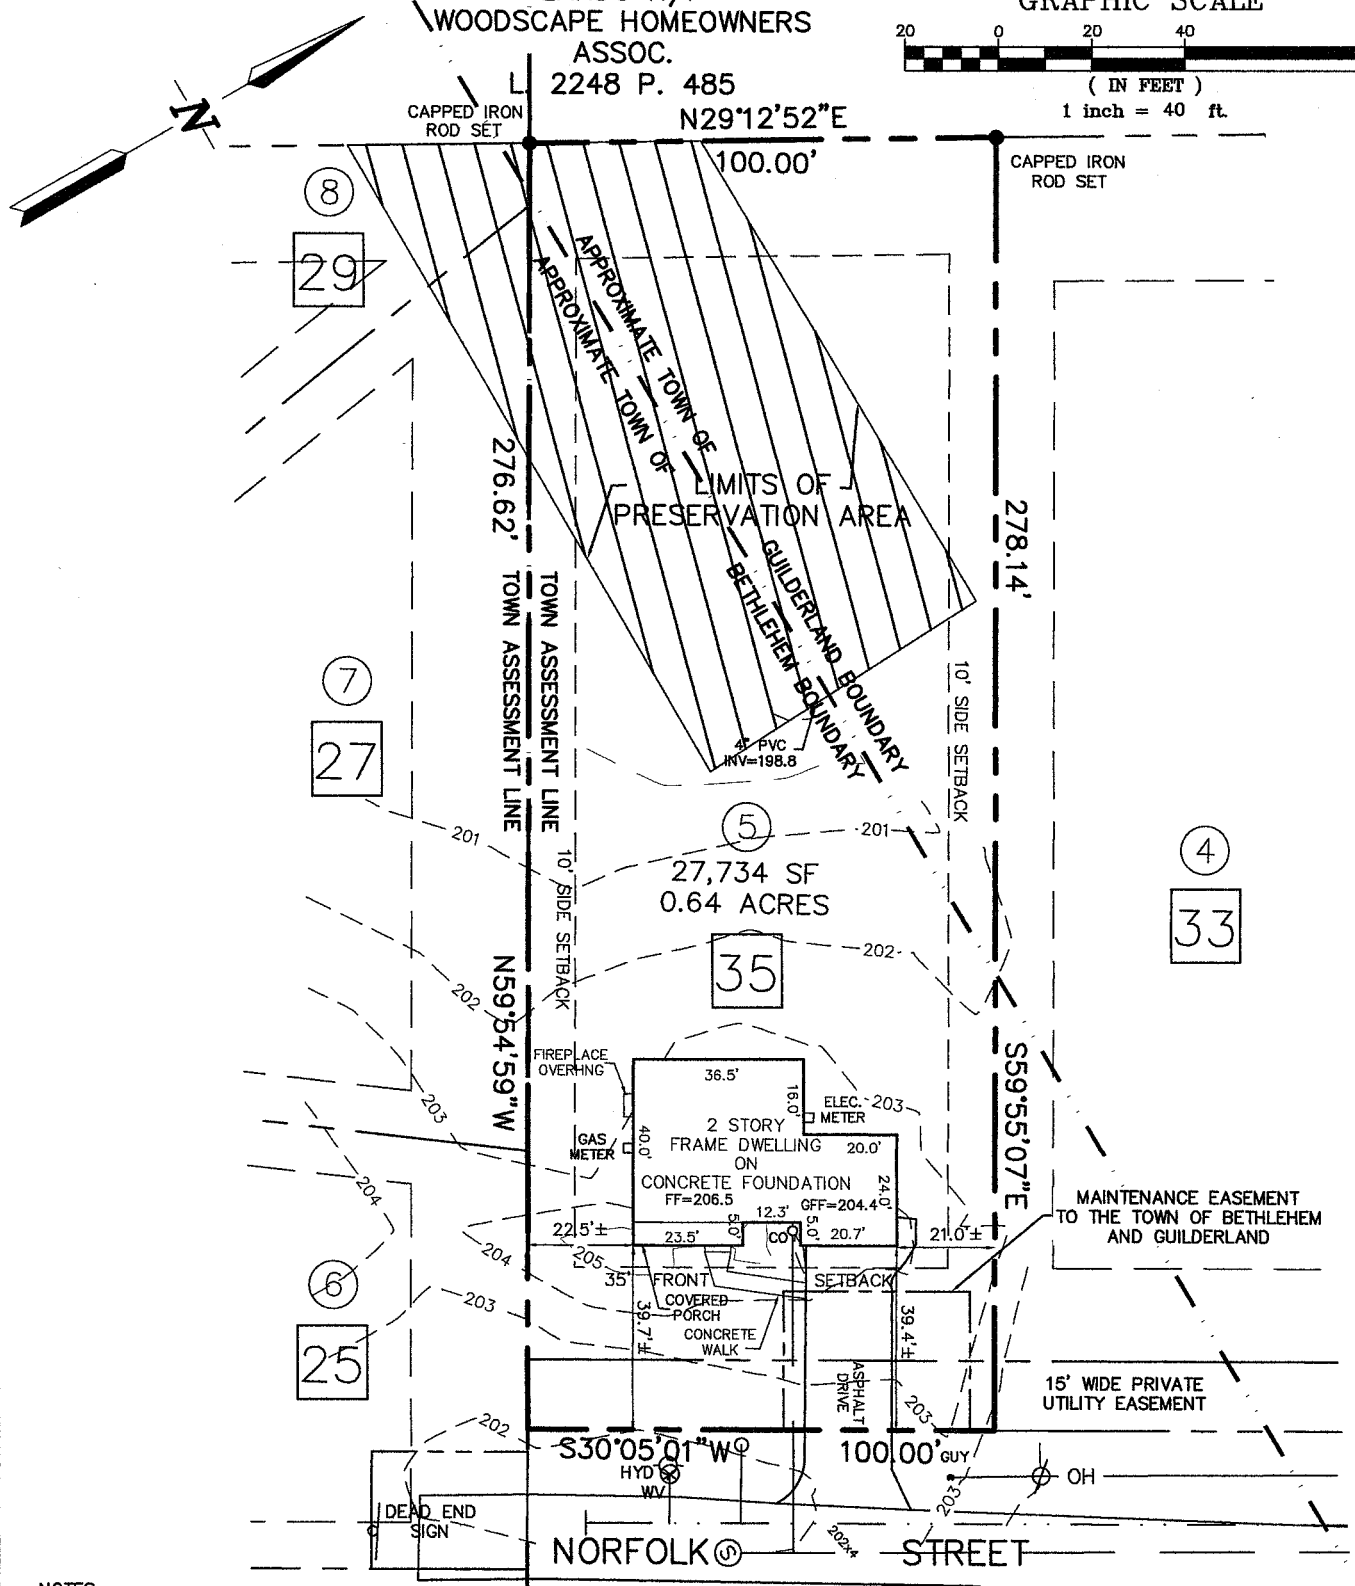 WOODSCAPE HOMEOWNERS
ASSOC.
L. 2248 P. 485
GRAPHIC SCALE
20 0 20 40
( IN FEET )
1 inch = 40 ft.
N
CAPPED IRON
ROD SET
N29°12'52"E
100.00'
CAPPED IRON
ROD SET
8
29
APPROXIMATE TOWN OF
GUILDERLAND BOUNDARY
APPROXIMATE TOWN OF
BETHLEHEM BOUNDARY
LIMITS OF
PRESERVATION AREA
276.62'
N59°54'59"W
278.14'
S59°55'07"E
TOWN ASSESSMENT LINE
TOWN ASSESSMENT LINE
10' SIDE SETBACK
10' SIDE SETBACK
7
27
4" PVC
INV=198.8
201
201
5
27,734 SF
0.64 ACRES
35
4
33
202
202
203
203
204
FIREPLACE
OVERHNG
36.5'
16.0'
ELEC.
METER
GAS
METER
40.0'
2 STORY
FRAME DWELLING
ON
CONCRETE FOUNDATION
FF=206.5
GFF=204.4
20.0'
24.0'
12.3'
5.0'
5.0'
CO
22.5'±
23.5'
20.7'
21.0'±
MAINTENANCE EASEMENT
TO THE TOWN OF BETHLEHEM
AND GUILDERLAND
204
205
203
35' FRONT SETBACK
COVERED
PORCH
CONCRETE
WALK
39.7'±
39.4'±
ASPHALT
DRIVE
6
25
15' WIDE PRIVATE
UTILITY EASEMENT
203
202
S30°05'01"W
100.00'
GUY
HYD
WV
OH
203
DEAD END
SIGN
202x4
NORFOLK S STREET
NOTES